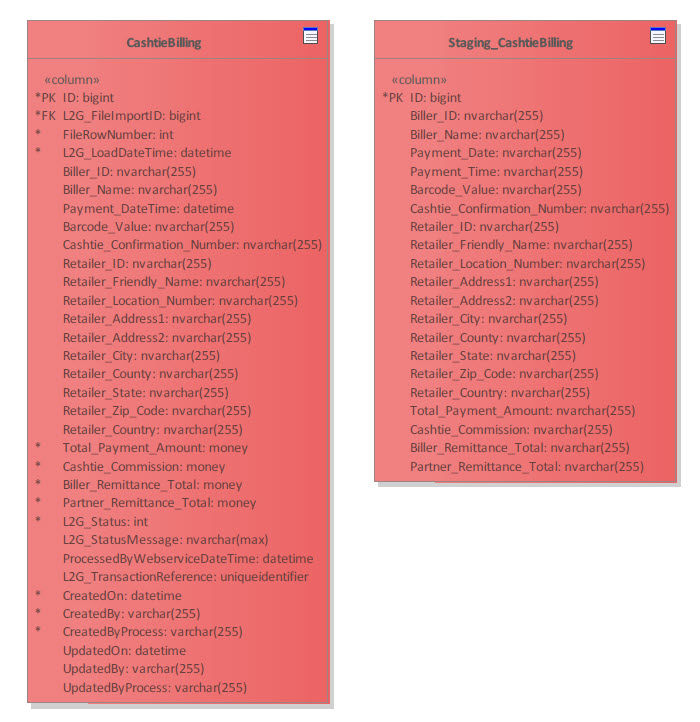 CashtieBilling
«column»
*PK ID: bigint
*FK L2G_FileImportID: bigint
* FileRowNumber: int
* L2G_LoadDateTime: datetime
Biller_ID: nvarchar(255)
Biller_Name: nvarchar(255)
Payment_DateTime: datetime
Barcode_Value: nvarchar(255)
Cashtie_Confirmation_Number: nvarchar(255)
Retailer_ID: nvarchar(255)
Retailer_Friendly_Name: nvarchar(255)
Retailer_Location_Number: nvarchar(255)
Retailer_Address1: nvarchar(255)
Retailer_Address2: nvarchar(255)
Retailer_City: nvarchar(255)
Retailer_County: nvarchar(255)
Retailer_State: nvarchar(255)
Retailer_Zip_Code: nvarchar(255)
Retailer_Country: nvarchar(255)
* Total_Payment_Amount: money
* Cashtie_Commission: money
* Biller_Remittance_Total: money
* Partner_Remittance_Total: money
* L2G_Status: int
L2G_StatusMessage: nvarchar(max)
ProcessedByWebserviceDateTime: datetime
L2G_TransactionReference: uniqueidentifier
* CreatedOn: datetime
* CreatedBy: varchar(255)
* CreatedByProcess: varchar(255)
UpdatedOn: datetime
UpdatedBy: varchar(255)
UpdatedByProcess: varchar(255)
Staging_CashtieBilling
«column»
*PK ID: bigint
Biller_ID: nvarchar(255)
Biller_Name: nvarchar(255)
Payment_Date: nvarchar(255)
Payment_Time: nvarchar(255)
Barcode_Value: nvarchar(255)
Cashtie_Confirmation_Number: nvarchar(255)
Retailer_ID: nvarchar(255)
Retailer_Friendly_Name: nvarchar(255)
Retailer_Location_Number: nvarchar(255)
Retailer_Address1: nvarchar(255)
Retailer_Address2: nvarchar(255)
Retailer_City: nvarchar(255)
Retailer_County: nvarchar(255)
Retailer_State: nvarchar(255)
Retailer_Zip_Code: nvarchar(255)
Retailer_Country: nvarchar(255)
Total_Payment_Amount: nvarchar(255)
Cashtie_Commission: nvarchar(255)
Biller_Remittance_Total: nvarchar(255)
Partner_Remittance_Total: nvarchar(255)